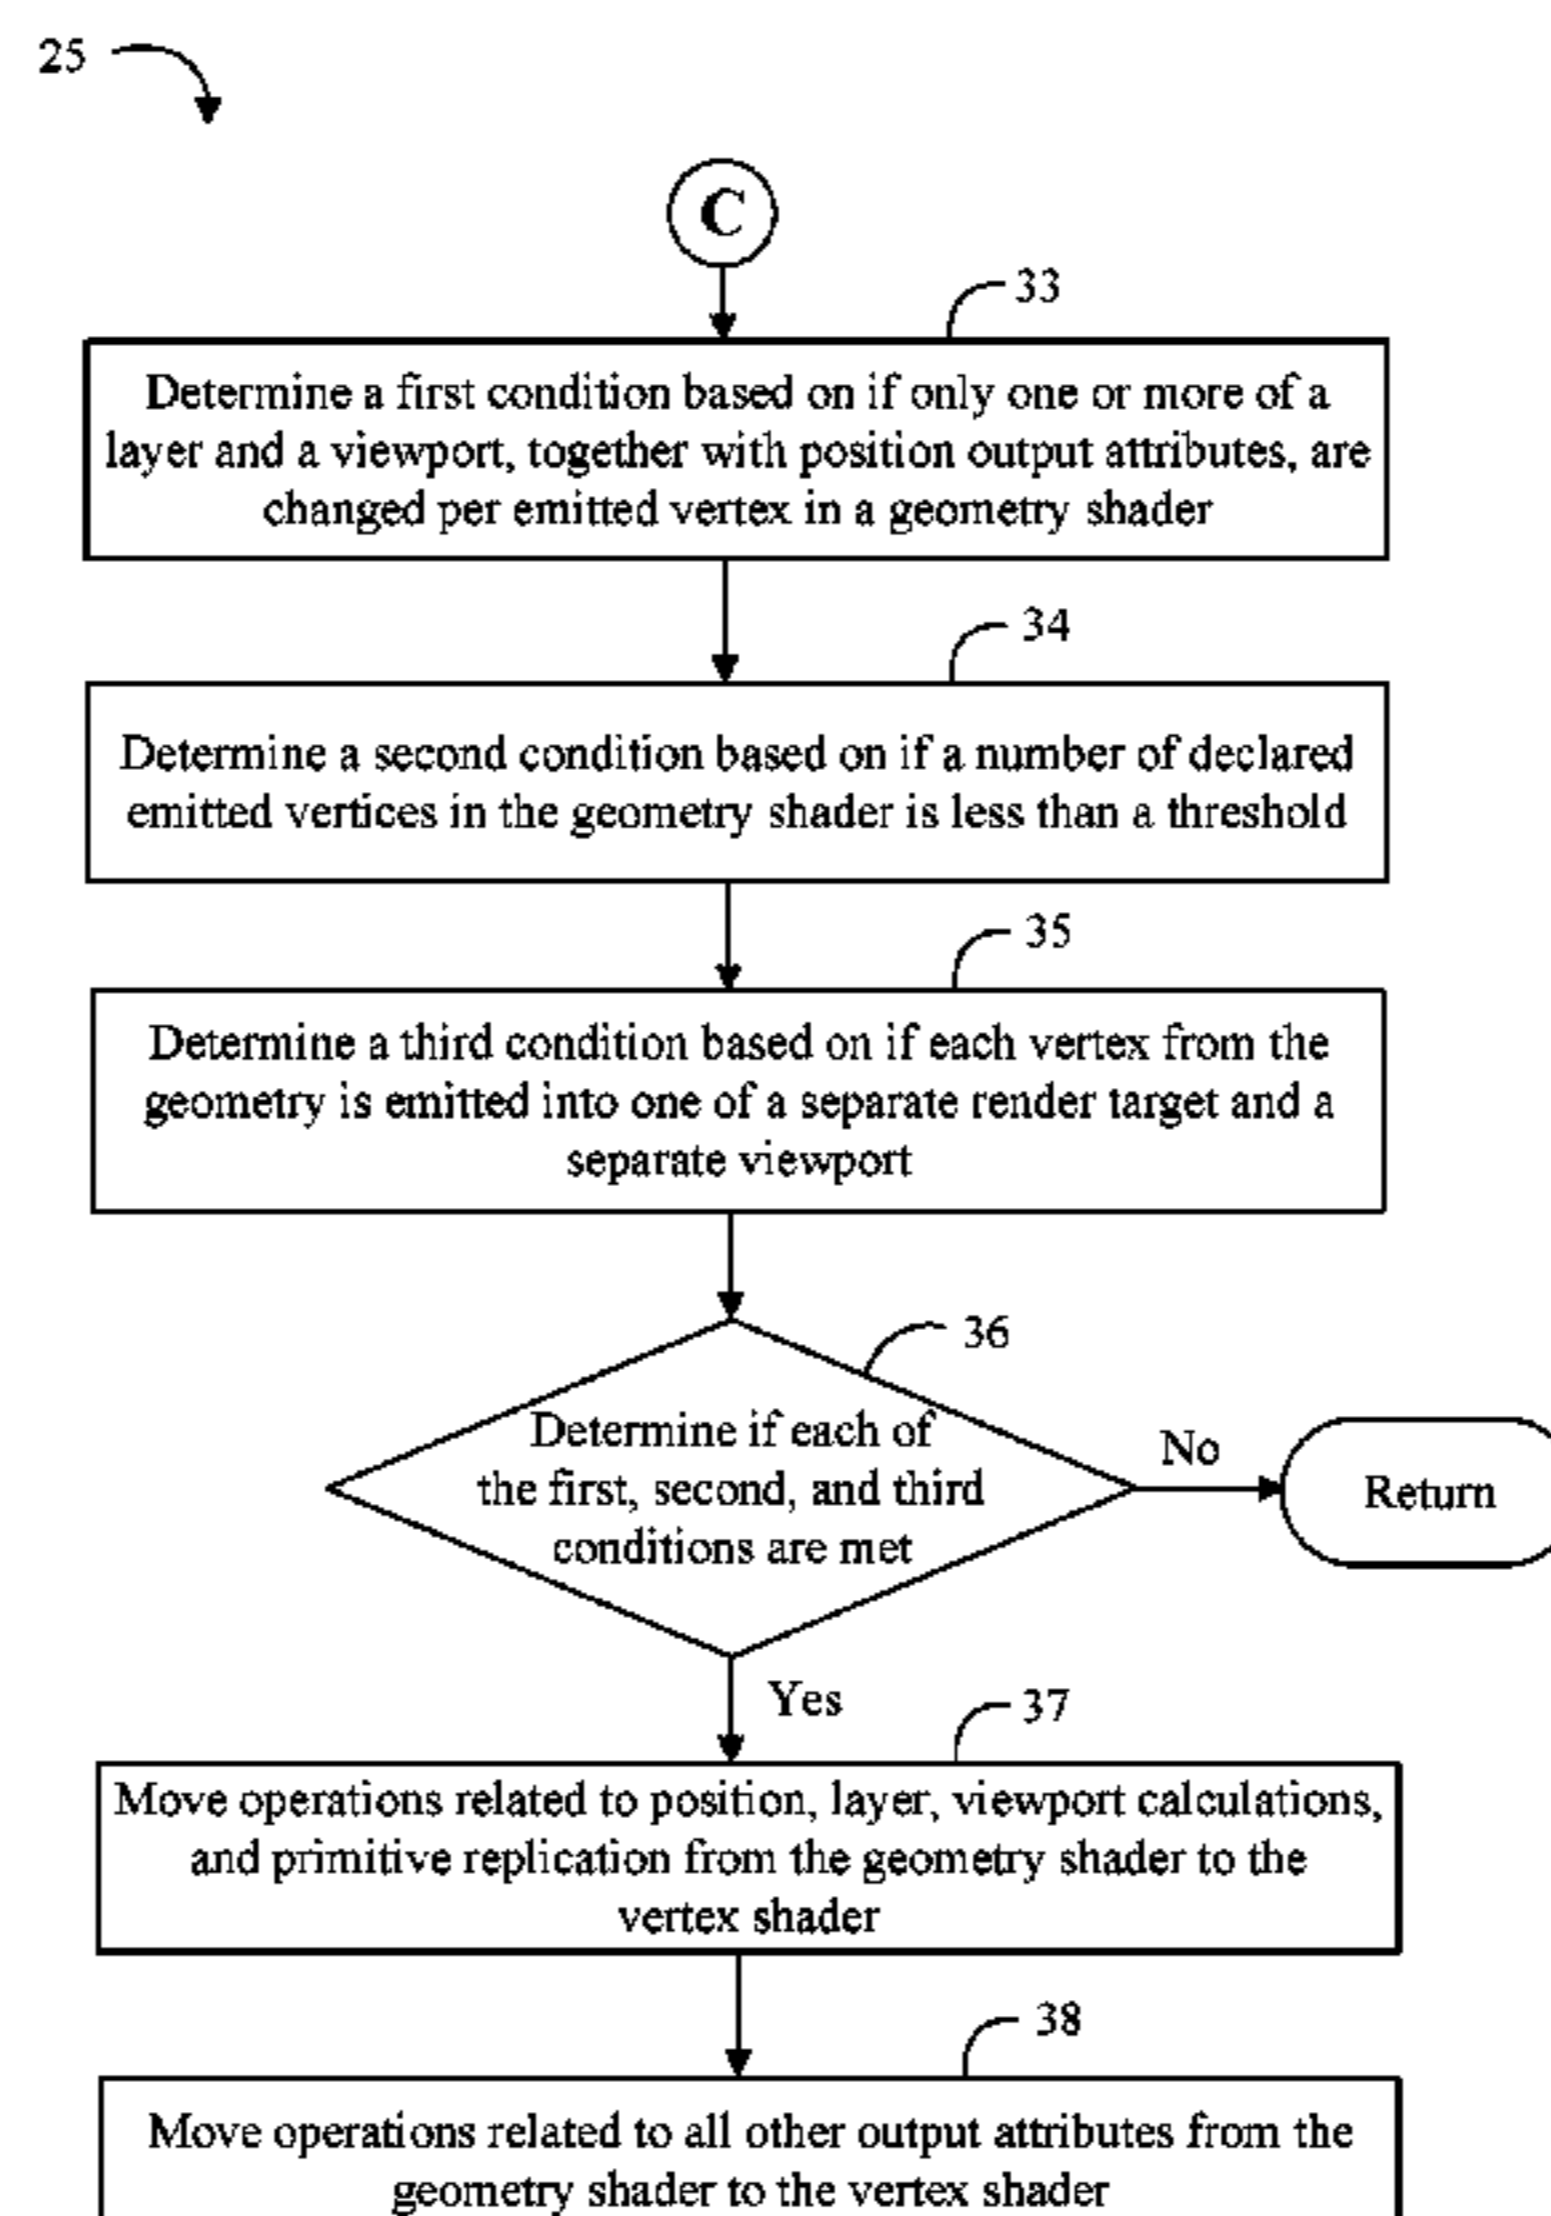 25
C
33
Determine a first condition based on if only one or more of a
layer and a viewport, together with position output attributes, are
changed per emitted vertex in a geometry shader
34
Determine a second condition based on if a number of declared
emitted vertices in the geometry shader is less than a threshold
35
Determine a third condition based on if each vertex from the
geometry is emitted into one of a separate render target and a
separate viewport
36
Determine if each of
the first, second, and third
conditions are met
No
Return
Yes
37
Move operations related to position, layer, viewport calculations,
and primitive replication from the geometry shader to the
vertex shader
38
Move operations related to all other output attributes from the
geometry shader to the vertex shader